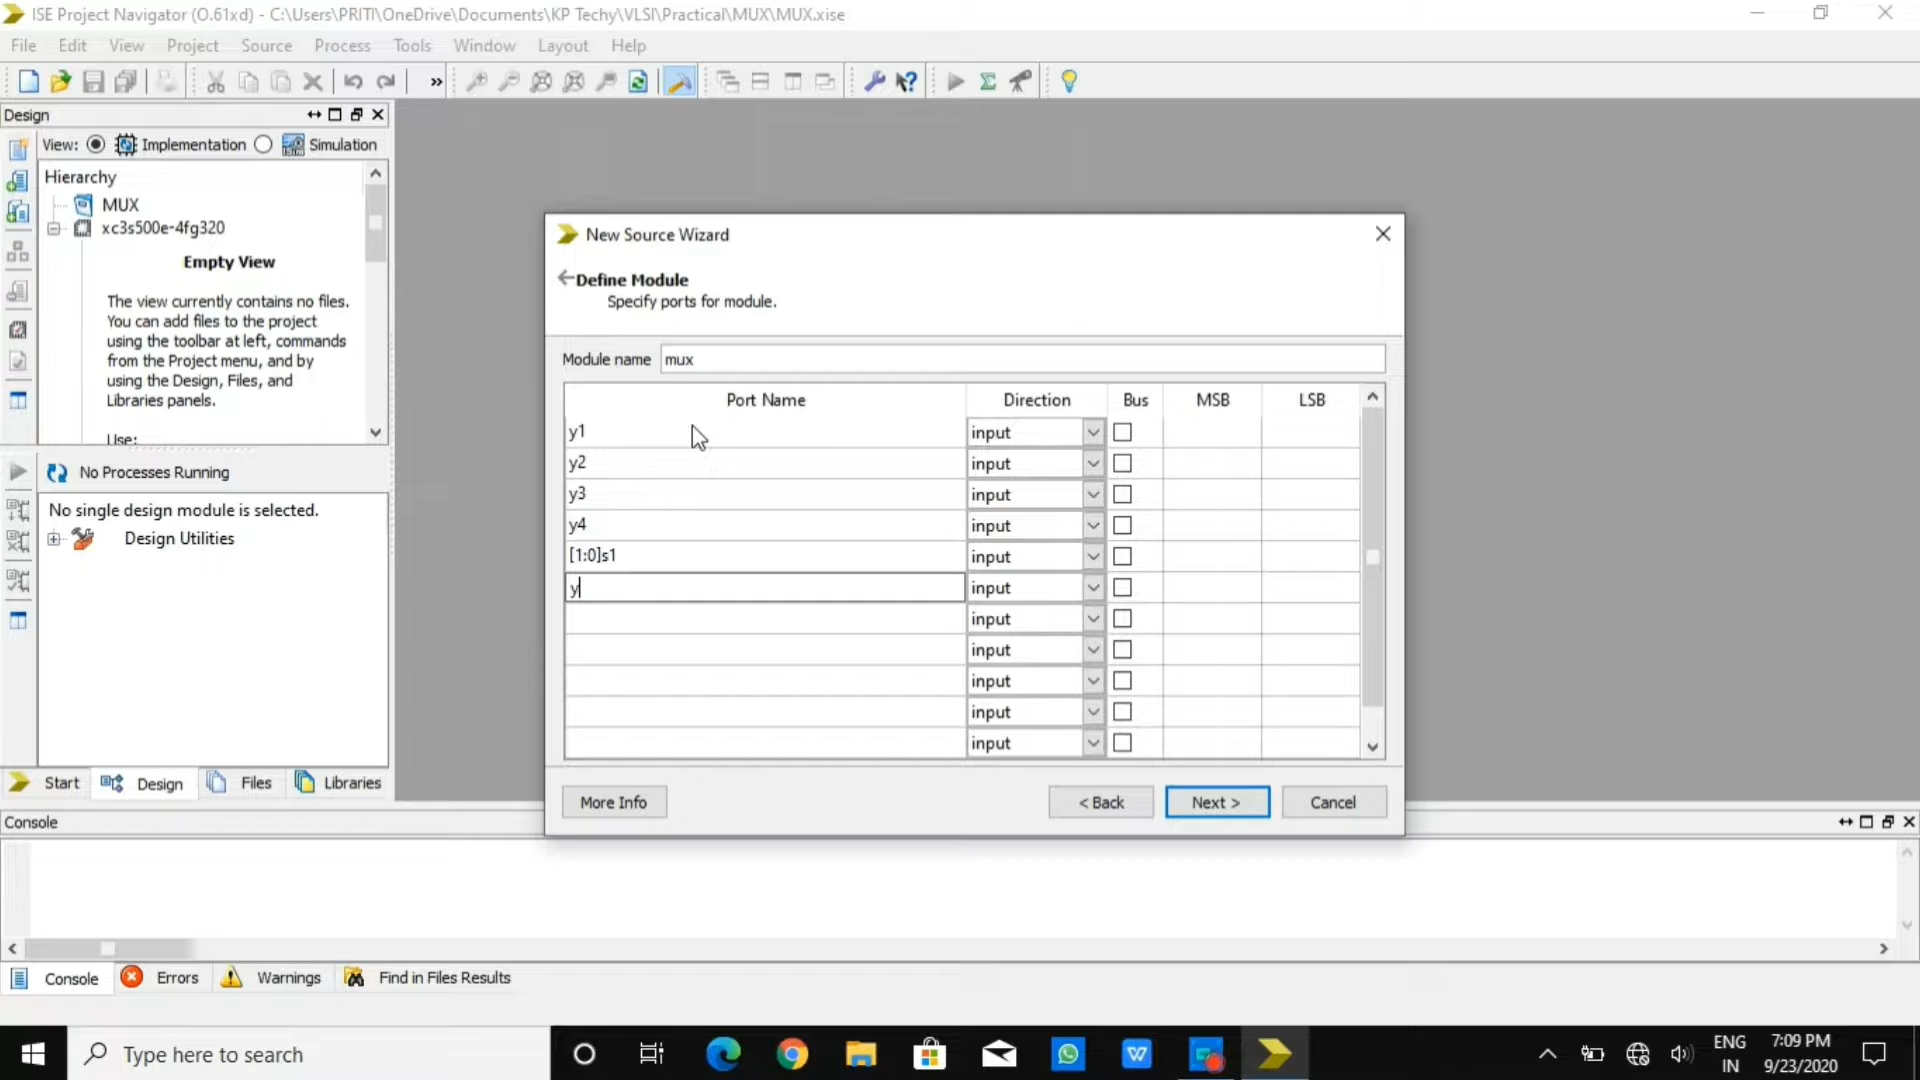 ISE Project Navigator (O.61xd) - C:\Users\PRITI\OneDrive\Documents\KP Techy\VLSI\Practical\MUX\MUX.xise
File Edit View Project Source Process Tools Window Layout Help
Design
View: Implementation Simulation
Hierarchy
MUX
xc3s500e-4fg320
Empty View
The view currently contains no files.
You can add files to the project
using the toolbar at left, commands
from the Project menu, and by
using the Design, Files, and
Libraries panels.
Use:
No Processes Running
No single design module is selected.
Design Utilities
Start Design Files Libraries
New Source Wizard
Define Module
Specify ports for module.
Module name mux
Port Name Direction Bus MSB LSB
y1 input
y2 input
y3 input
y4 input
[1:0]s1 input
y input
input
input
input
input
input
More Info < Back Next > Cancel
Console
Console Errors Warnings Find in Files Results
Type here to search
ENG
IN
7:09 PM
9/23/2020